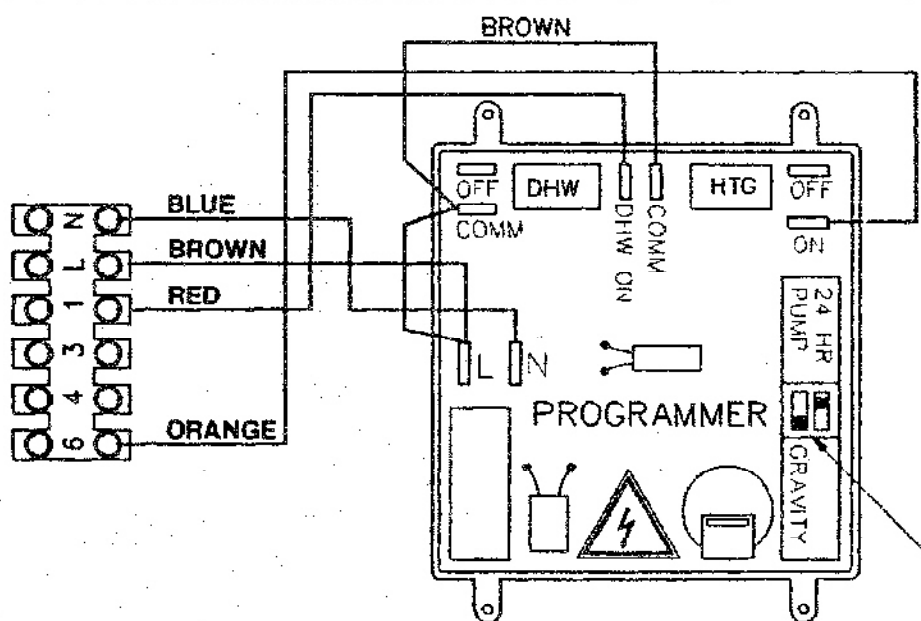 BROWN
OFF
DHW
HTG
OFF
COMM
DHW ON
COMM
ON
N
BLUE
L
BROWN
1
RED
3
4
6
ORANGE
L
N
24 HR
PUMP
PROGRAMMER
GRAVITY